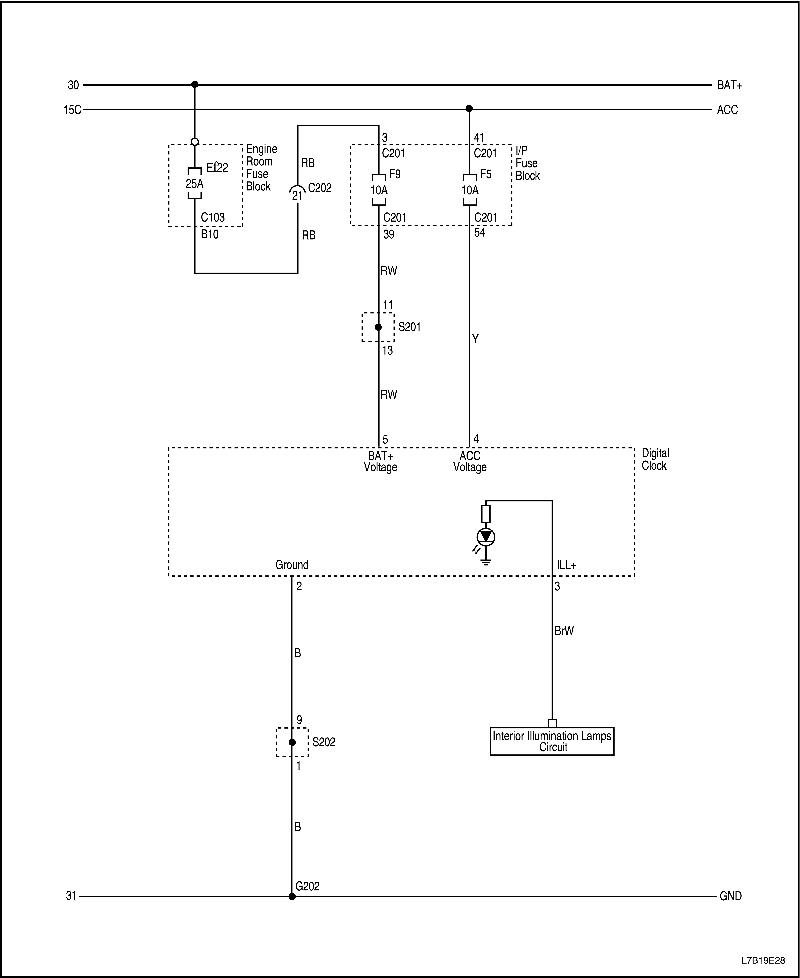 30
BAT+
15C
ACC
3
41
C201
C201
I/P
Fuse
Block
Engine
Room
Fuse
Block
RB
25A
F9
F5
10A
10A
21
C202
C103
B10
C201
C201
39
54
RB
RW
11
S201
13
Y
RW
5
4
BAT+
Voltage
ACC
Voltage
Digital
Clock
Ground
ILL+
2
3
BrW
B
9
S202
1
Interior Illumination Lamps
Circuit
B
G202
31
GND
L7B19E28